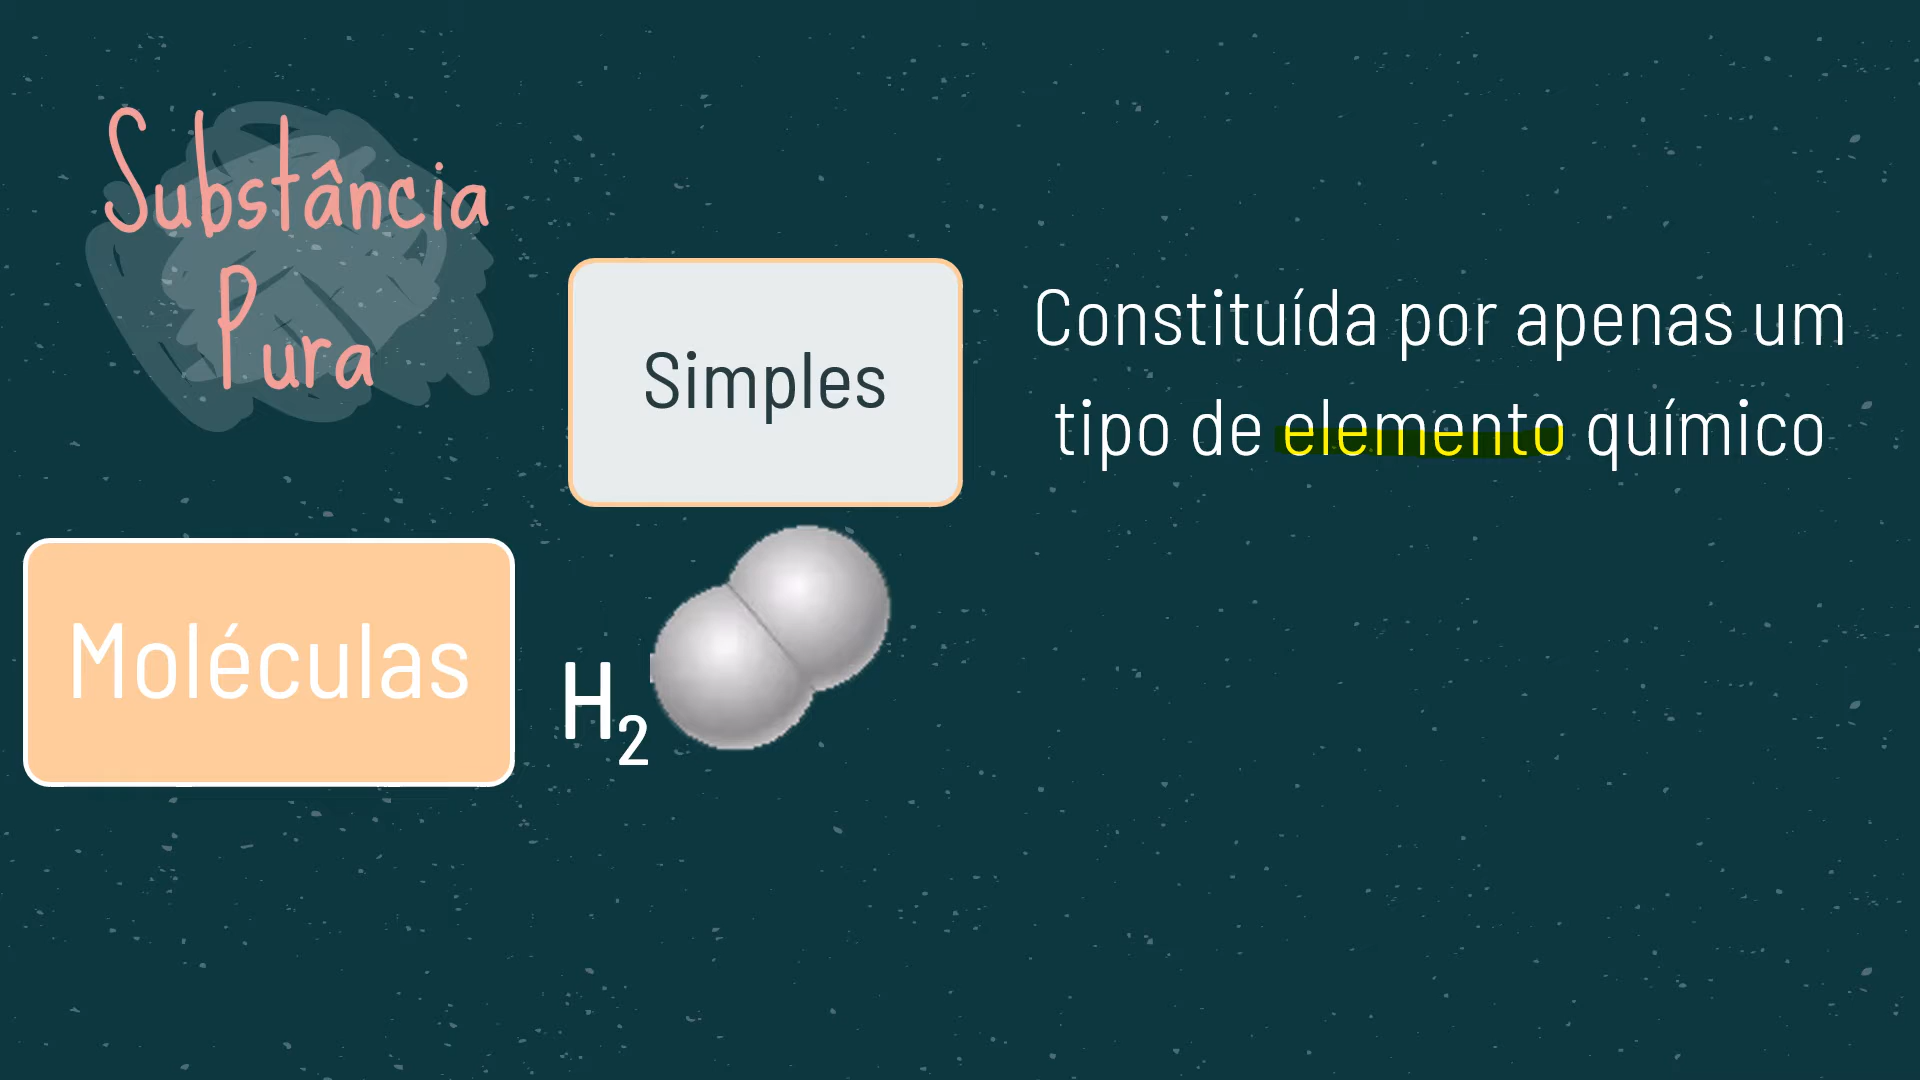 Substância
Pura
Simples
Constituída por apenas um
tipo de elemento químico
Moléculas
H₂